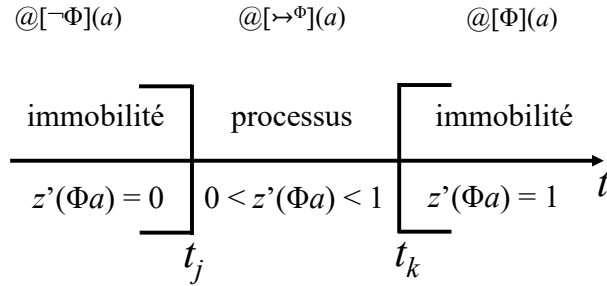 @[¬Φ](a) @[↣ᶲ](a) @[Φ](a)
immobilité processus immobilité
z’(Φa) = 0 0 < z’(Φa) < 1 z’(Φa) = 1 t
t_j t_k